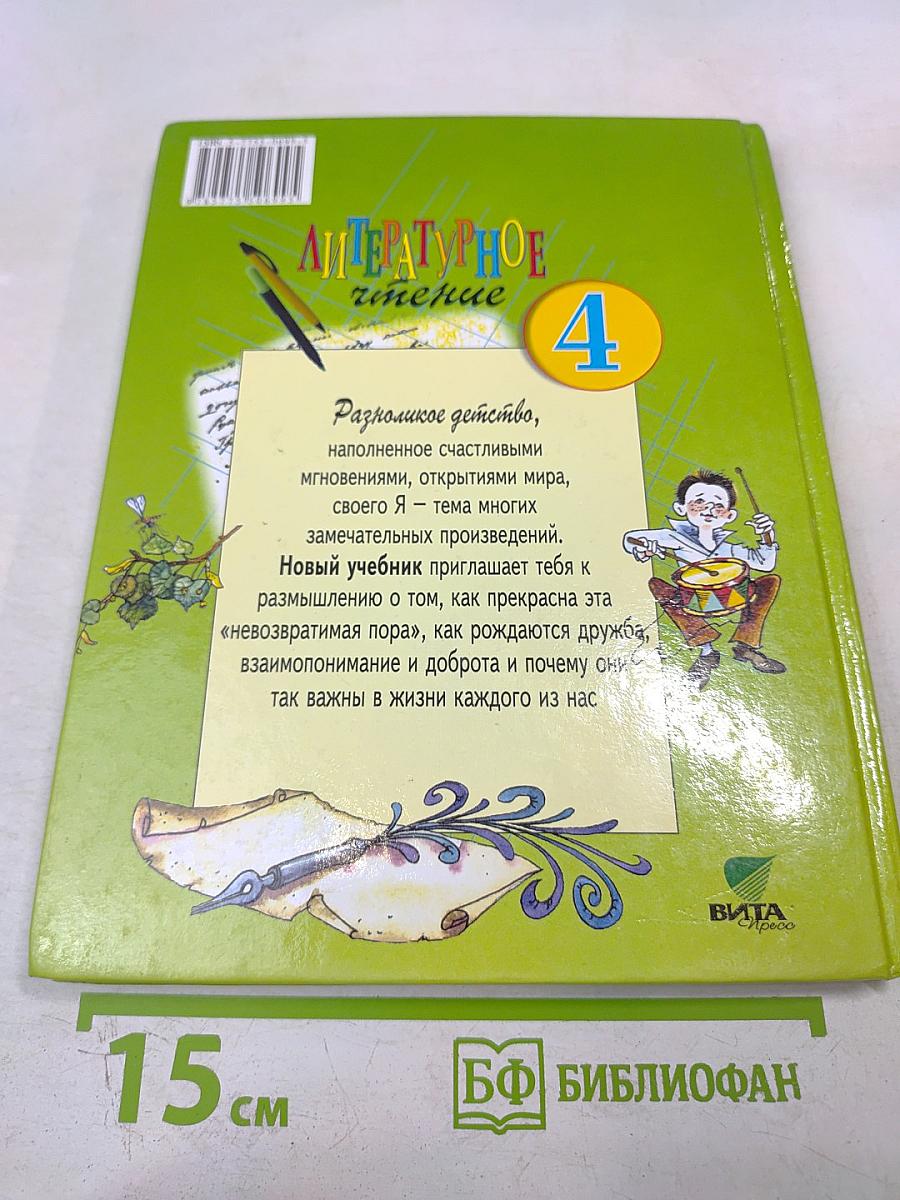 ЛИТЕРАТУРНОЕ
чтение
4
Разноликое детство,
наполненное счастливыми
мгновениями, открытиями мира,
своего Я – тема многих
замечательных произведений.
Новый учебник приглашает тебя к
размышлению о том, как прекрасна эта
«невозвратимая пора», как рождаются дружба,
взаимопонимание и доброта и почему они
так важны в жизни каждого из нас
ВИТА
Пресс
15 см
БФ БИБЛИОФАН